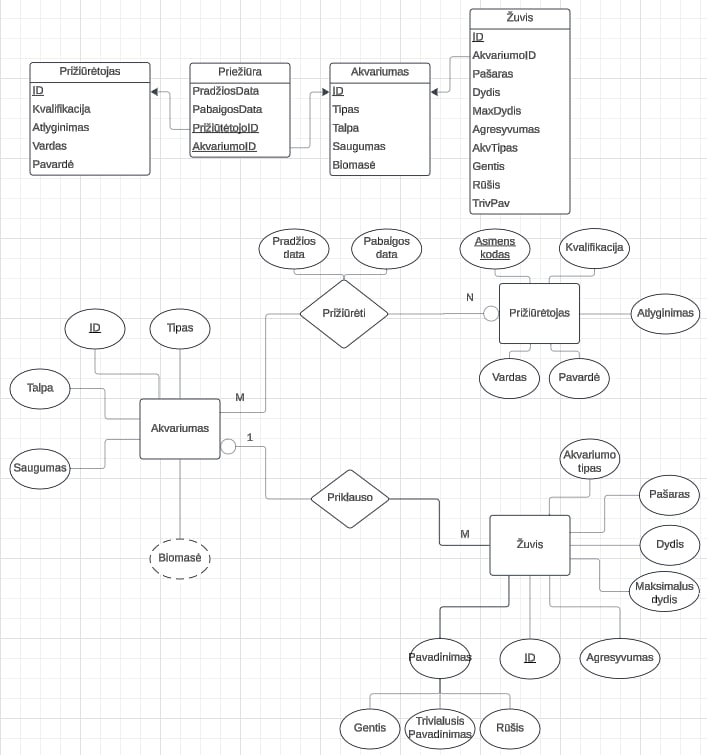 Prižiūrėtojas
ID
Kvalifikacija
Atlyginimas
Vardas
Pavardė
Priežiūra
PradžiosData
PabaigosData
PrižiūtėtojoID
AkvariumoID
Akvariumas
ID
Tipas
Talpa
Saugumas
Biomasė
Žuvis
ID
AkvariumoID
Pašaras
Dydis
MaxDydis
Agresyvumas
AkvTipas
Gentis
Rūšis
TrivPav
Pradžios
data
Pabaigos
data
Asmens
kodas
Kvalifikacija
Prižiūrėti
N
Prižiūrėtojas
Atlyginimas
ID
Tipas
Vardas
Pavardė
Talpa
M
Akvariumas
1
Saugumas
Akvariumo
tipas
Priklauso
Pašaras
M
Žuvis
Dydis
Biomasė
Maksimalus
dydis
Pavadinimas
ID
Agresyvumas
Gentis
Trivialusis
Pavadinimas
Rūšis